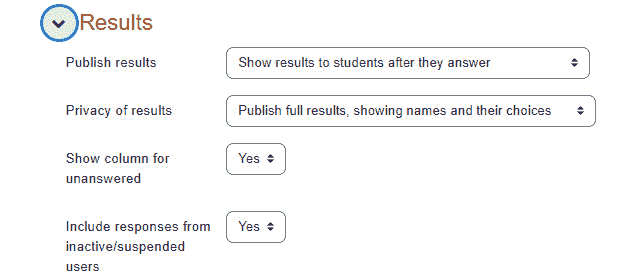 Results
Publish results
Show results to students after they answer
Privacy of results
Publish full results, showing names and their choices
Show column for
unanswered
Yes
Include responses from
inactive/suspended
users
Yes